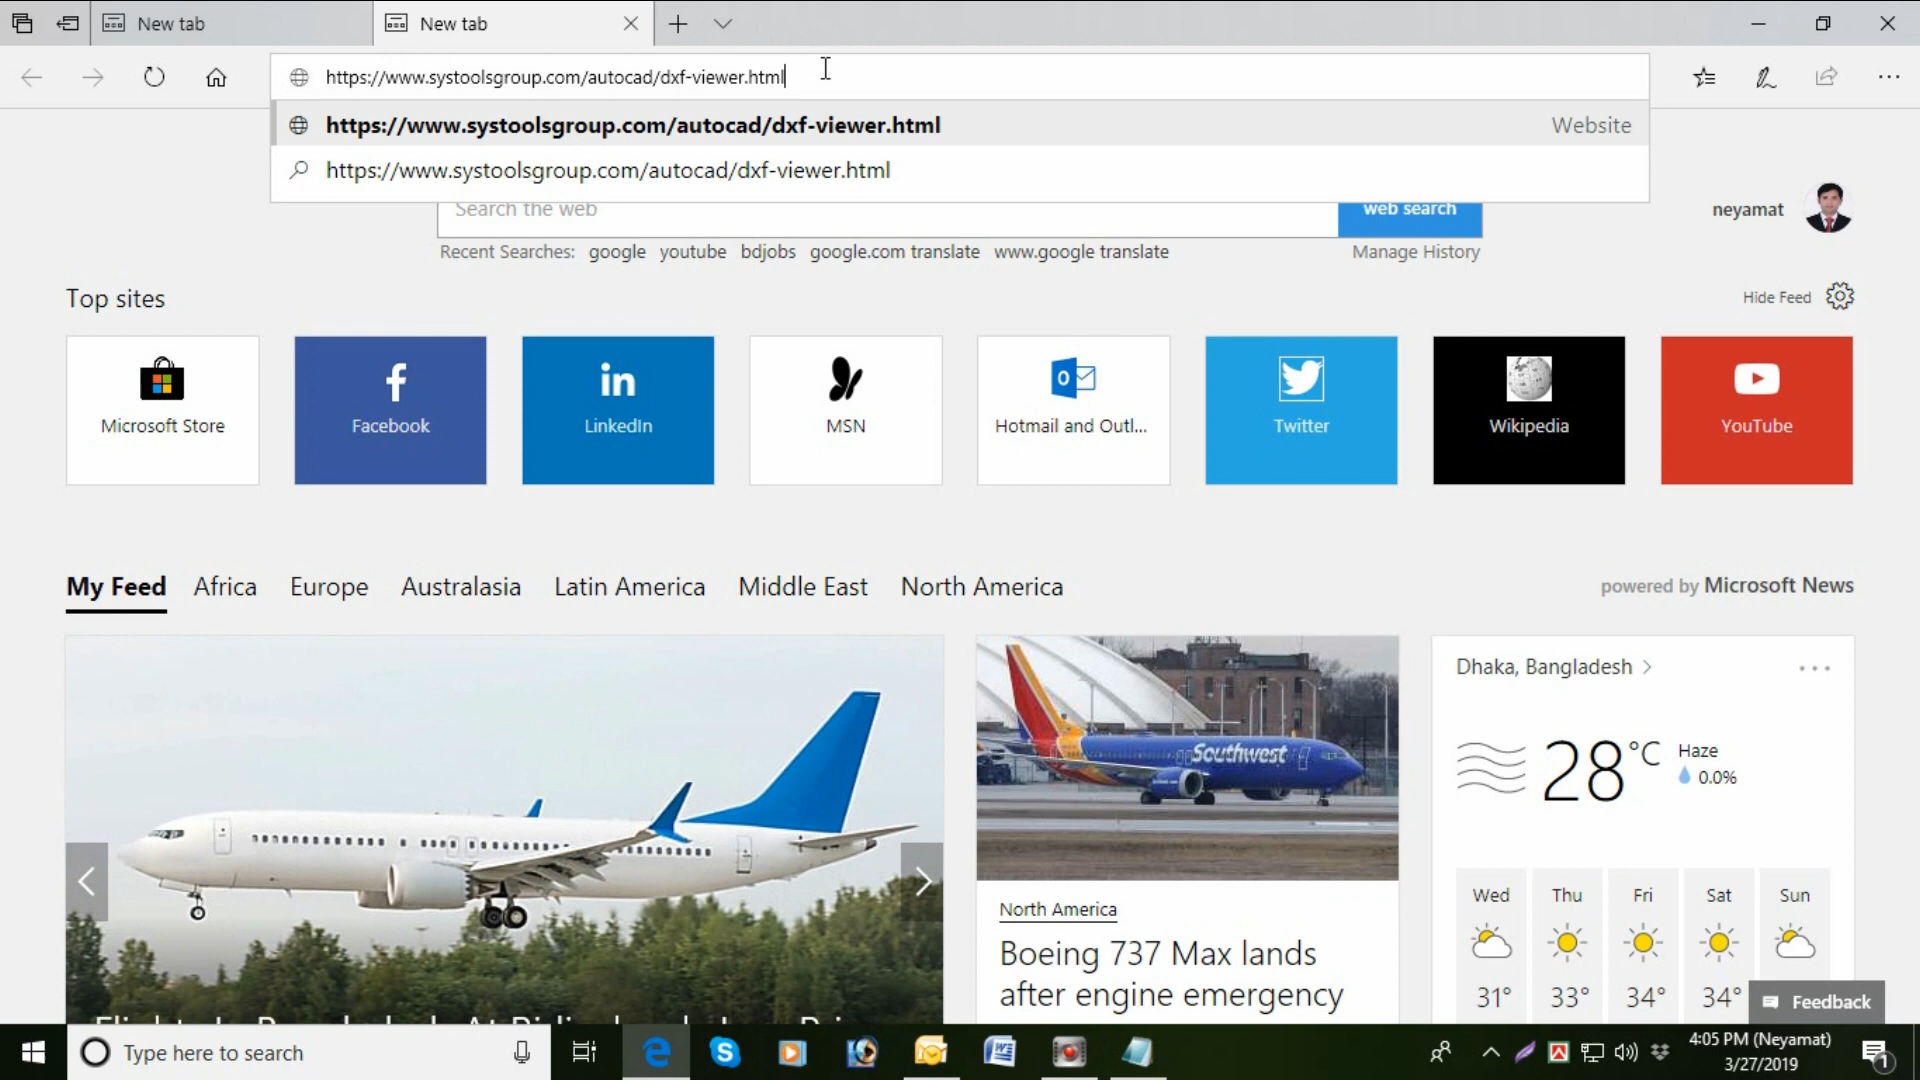 New tab
New tab
https://www.systoolsgroup.com/autocad/dxf-viewer.html
https://www.systoolsgroup.com/autocad/dxf-viewer.html Website
https://www.systoolsgroup.com/autocad/dxf-viewer.html
Search the web
web search
neyamat
Recent Searches: google youtube bdjobs google.com translate www.google translate
Manage History
Top sites
Hide Feed
Microsoft Store
Facebook
LinkedIn
MSN
Hotmail and Outl...
Twitter
Wikipedia
YouTube
My Feed Africa Europe Australasia Latin America Middle East North America
powered by Microsoft News
Southwest
North America
Boeing 737 Max lands
after engine emergency
Dhaka, Bangladesh
28°C
Haze
0.0%
Wed Thu Fri Sat Sun
31° 33° 34° 34°
Feedback
Type here to search
4:05 PM (Neyamat)
3/27/2019
1